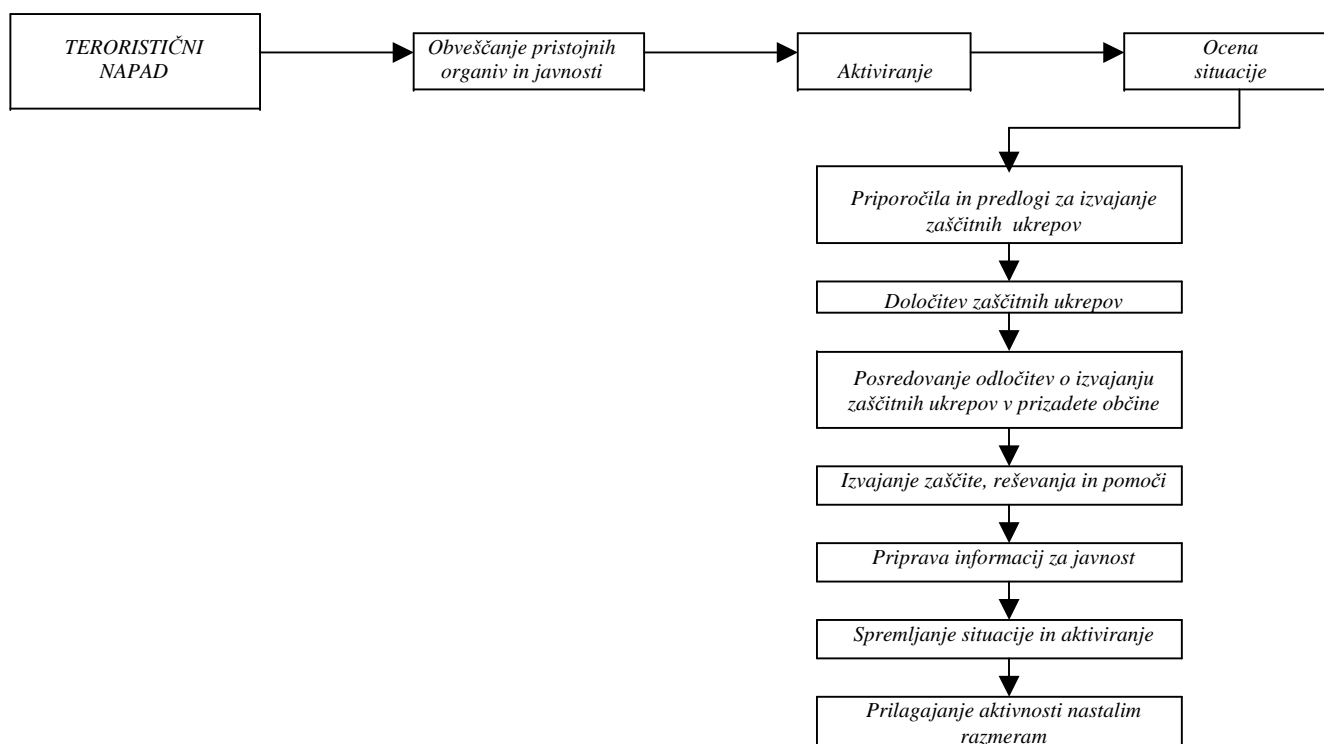 TERORISTIČNI
NAPAD
Obveščanje pristojnih
organiv in javnosti
Aktiviranje
Ocena
situacije
Priporočila in predlogi za izvajanje
zaščitnih ukrepov
Določitev zaščitnih ukrepov
Posredovanje odločitev o izvajanju
zaščitnih ukrepov v prizadete občine
Izvajanje zaščite, reševanja in pomoči
Priprava informacij za javnost
Spremljanje situacije in aktiviranje
Prilagajanje aktivnosti nastalim
razmeram